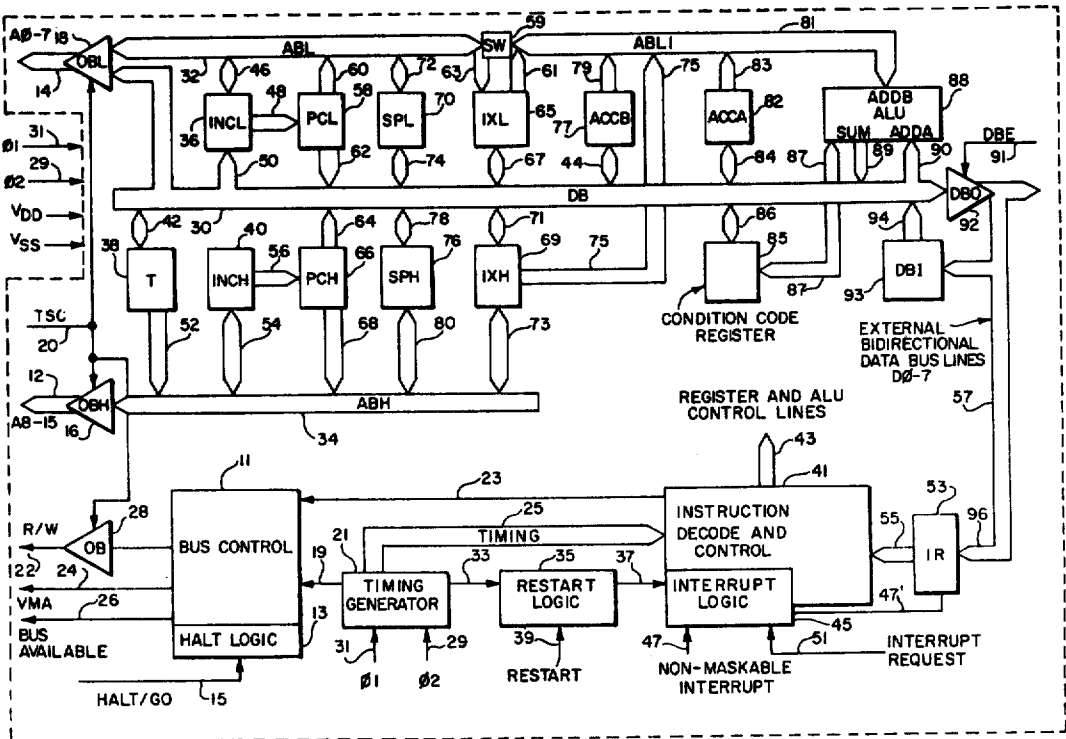 AØ-7 18
OBL
14
32
ABL
46
60
72
63
SW
59
61
ABLI
81
79
75
83
31
Ø1
29
Ø2
VDD
VSS
36
INCL
48
PCL
58
SPL
70
IXL
65
77
ACCB
ACCA
82
ADDB
ALU
SUM ADDA
88
50
62
74
67
44
84
87
89
90
DBE
91
30
DB
DBO
92
42
40
64
78
71
86
94
38
T
INCH
56
PCH
66
SPH
76
IXH
69
75
85
87
DBI
93
52
54
68
80
73
CONDITION CODE
REGISTER
EXTERNAL
BIDIRECTIONAL
DATA BUS LINES
DØ-7
TSC
20
12
OBH
A8-15
16
ABH
34
REGISTER AND ALU
CONTROL LINES
57
43
11
23
41
53
28
R/W
OB
22
24
VMA
26
BUS
AVAILABLE
BUS CONTROL
HALT LOGIC
13
19
21
25
TIMING
TIMING
GENERATOR
33
35
RESTART
LOGIC
37
INSTRUCTION
DECODE AND
CONTROL
INTERRUPT
LOGIC
55
IR
96
47'
45
31
29
Ø1
Ø2
39
RESTART
47
NON-MASKABLE
INTERRUPT
51
INTERRUPT
REQUEST
HALT/GO
15